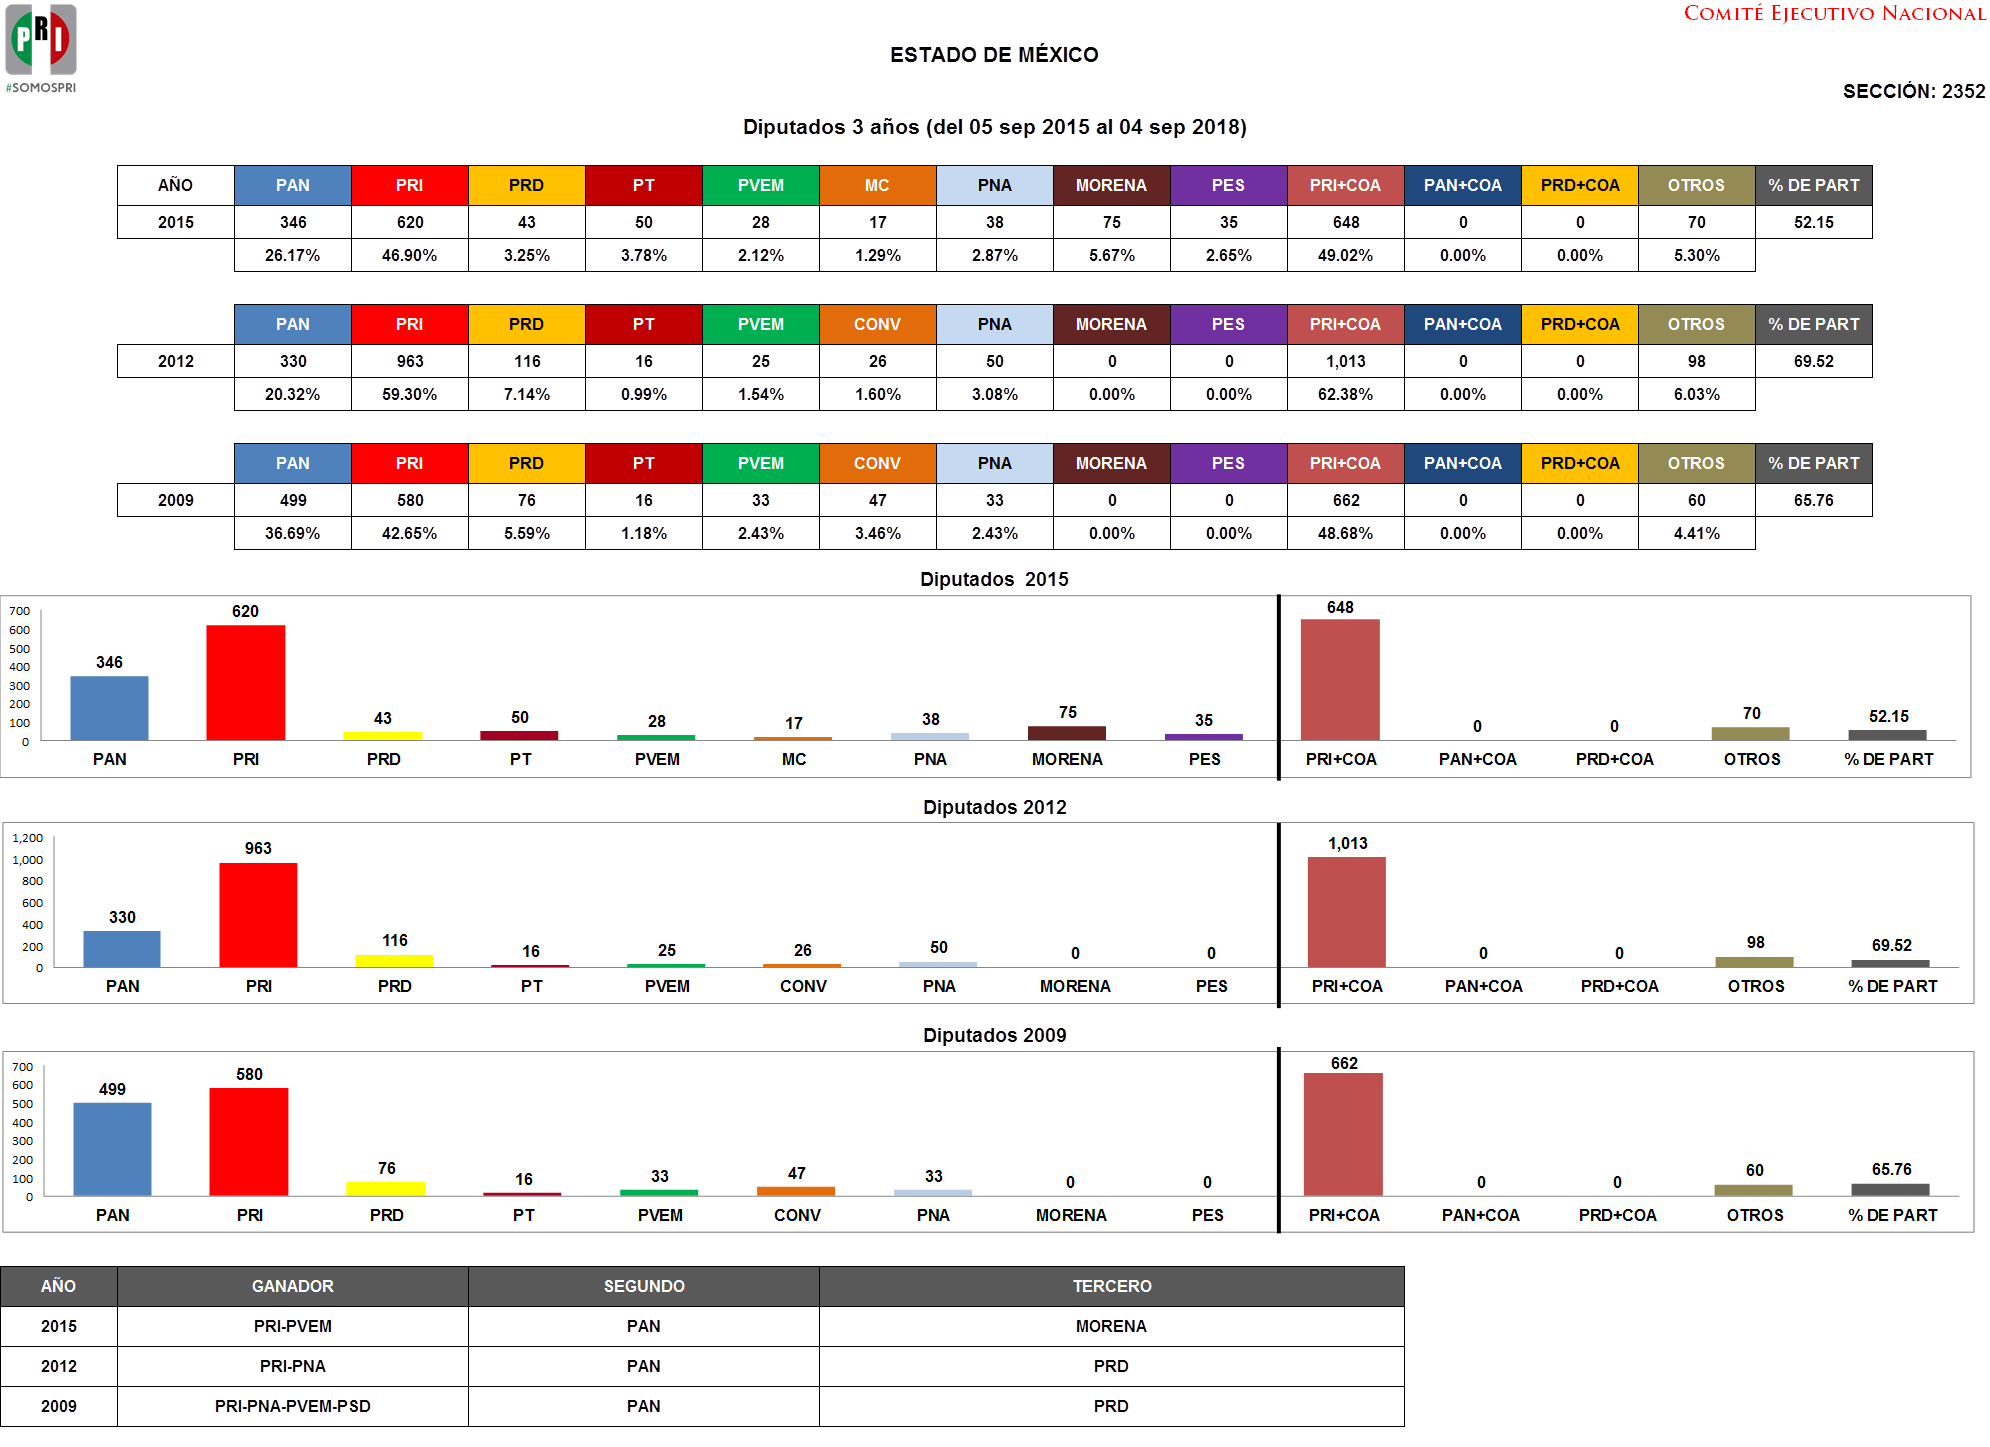 PRI
#SOMOSPRI
COMITÉ EJECUTIVO NACIONAL
ESTADO DE MÉXICO
SECCIÓN: 2352
Diputados 3 años (del 05 sep 2015 al 04 sep 2018)
AÑO PAN PRI PRD PT PVEM MC PNA MORENA PES PRI+COA PAN+COA PRD+COA OTROS % DE PART
2015 346 620 43 50 28 17 38 75 35 648 0 0 70 52.15
26.17% 46.90% 3.25% 3.78% 2.12% 1.29% 2.87% 5.67% 2.65% 49.02% 0.00% 0.00% 5.30%
PAN PRI PRD PT PVEM CONV PNA MORENA PES PRI+COA PAN+COA PRD+COA OTROS % DE PART
2012 330 963 116 16 25 26 50 0 0 1,013 0 0 98 69.52
20.32% 59.30% 7.14% 0.99% 1.54% 1.60% 3.08% 0.00% 0.00% 62.38% 0.00% 0.00% 6.03%
PAN PRI PRD PT PVEM CONV PNA MORENA PES PRI+COA PAN+COA PRD+COA OTROS % DE PART
2009 499 580 76 16 33 47 33 0 0 662 0 0 60 65.76
36.69% 42.65% 5.59% 1.18% 2.43% 3.46% 2.43% 0.00% 0.00% 48.68% 0.00% 0.00% 4.41%
Diputados 2015
700
600
500
400
300
200
100
0
346 620 43 50 28 17 38 75 35 648 0 0 70 52.15
PAN PRI PRD PT PVEM MC PNA MORENA PES PRI+COA PAN+COA PRD+COA OTROS % DE PART
Diputados 2012
1,200
1,000
800
600
400
200
0
330 963 116 16 25 26 50 0 0 1,013 0 0 98 69.52
PAN PRI PRD PT PVEM CONV PNA MORENA PES PRI+COA PAN+COA PRD+COA OTROS % DE PART
Diputados 2009
700
600
500
400
300
200
100
0
499 580 76 16 33 47 33 0 0 662 0 0 60 65.76
PAN PRI PRD PT PVEM CONV PNA MORENA PES PRI+COA PAN+COA PRD+COA OTROS % DE PART
AÑO GANADOR SEGUNDO TERCERO
2015 PRI-PVEM PAN MORENA
2012 PRI-PNA PAN PRD
2009 PRI-PNA-PVEM-PSD PAN PRD